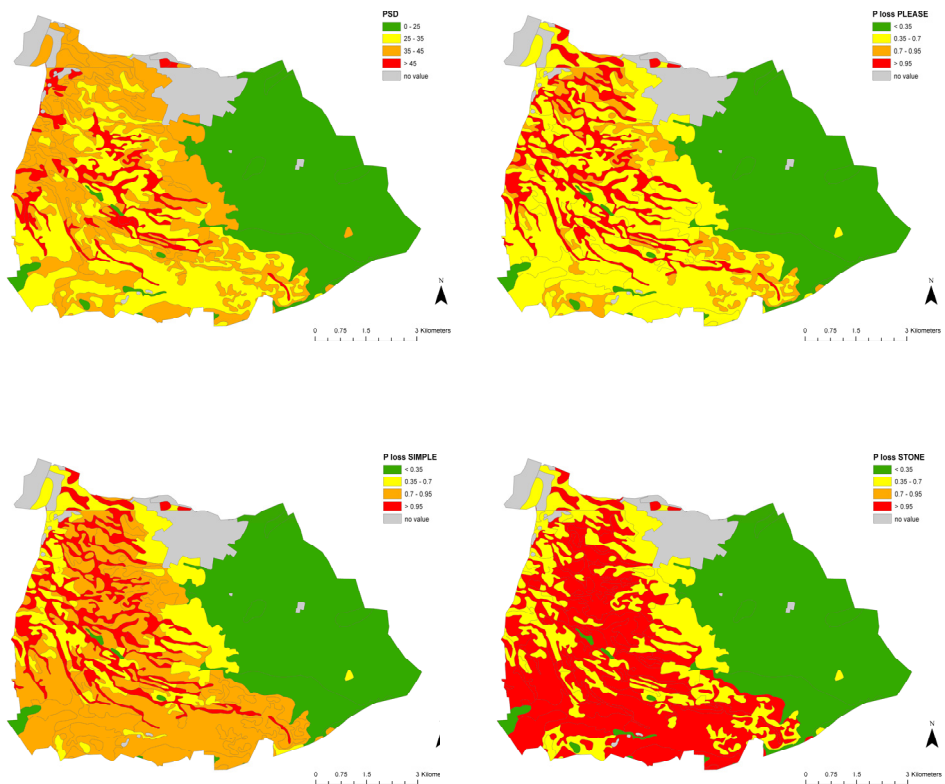 PSD
0 - 25
25 - 35
35 - 45
> 45
no value
N
0 0.75 1.5 3 Kilometers
P loss PLEASE
< 0.35
0.35 - 0.7
0.7 - 0.95
> 0.95
no value
N
0 0.75 1.5 3 Kilometers
P loss SIMPLE
< 0.35
0.35 - 0.7
0.7 - 0.95
> 0.95
no value
0 0.75 1.5 3 Kilometers
P loss STONE
< 0.35
0.35 - 0.7
0.7 - 0.95
> 0.95
no value
N
0 0.75 1.5 3 Kilometers